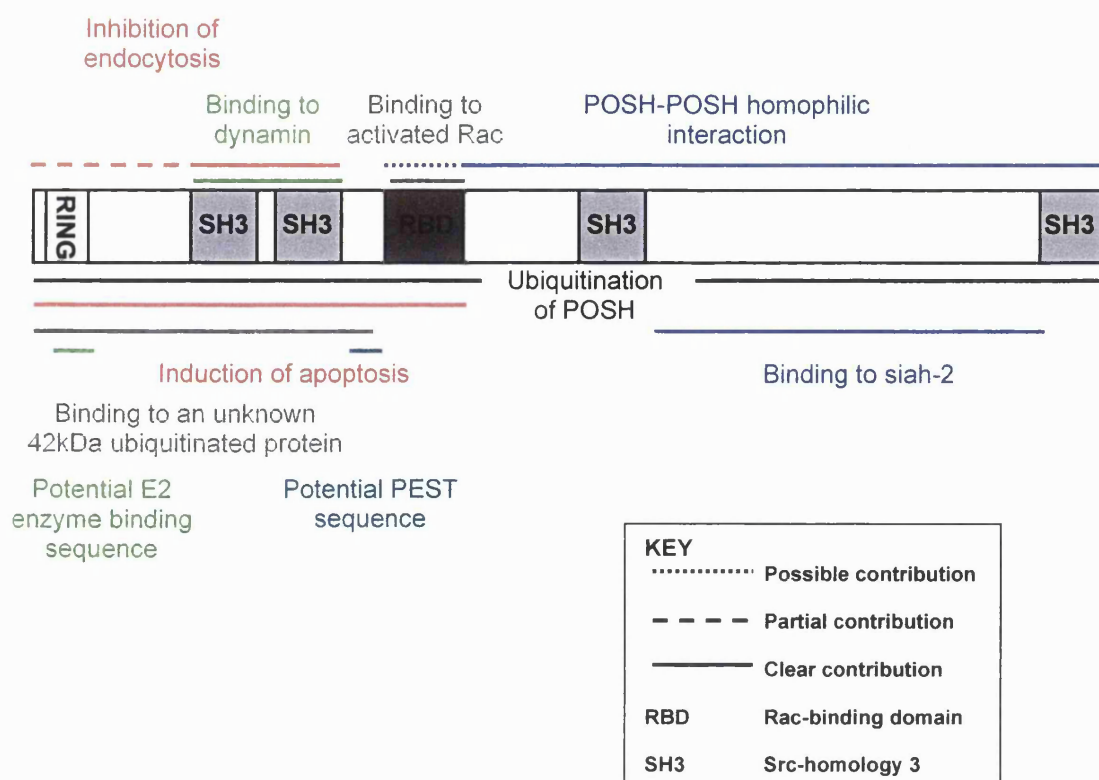 Inhibition of
endocytosis
Binding to
dynamin
Binding to
activated Rac
POSH-POSH homophilic
interaction
RING
SH3
SH3
RBD
SH3
SH3
Ubiquitination
of POSH
Induction of apoptosis
Binding to siah-2
Binding to an unknown
42kDa ubiquitinated protein
Potential E2
enzyme binding
sequence
Potential PEST
sequence
KEY
Possible contribution
Partial contribution
Clear contribution
RBD Rac-binding domain
SH3 Src-homology 3